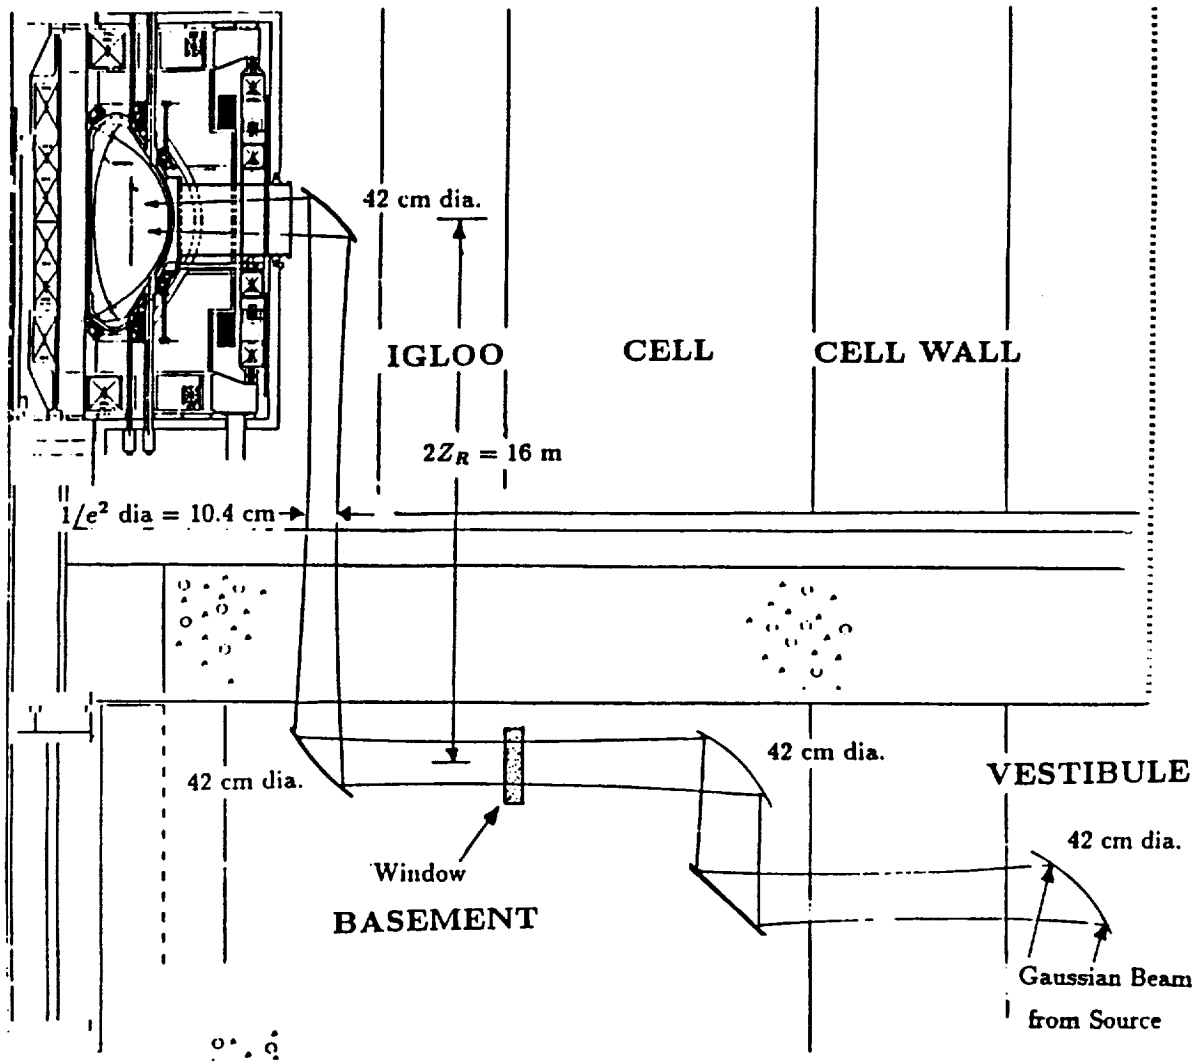 42 cm dia.
IGLOO
CELL
CELL WALL
2Z_R = 16 m
1/e² dia = 10.4 cm
42 cm dia.
42 cm dia.
VESTIBULE
42 cm dia.
Window
BASEMENT
Gaussian Beam
from Source